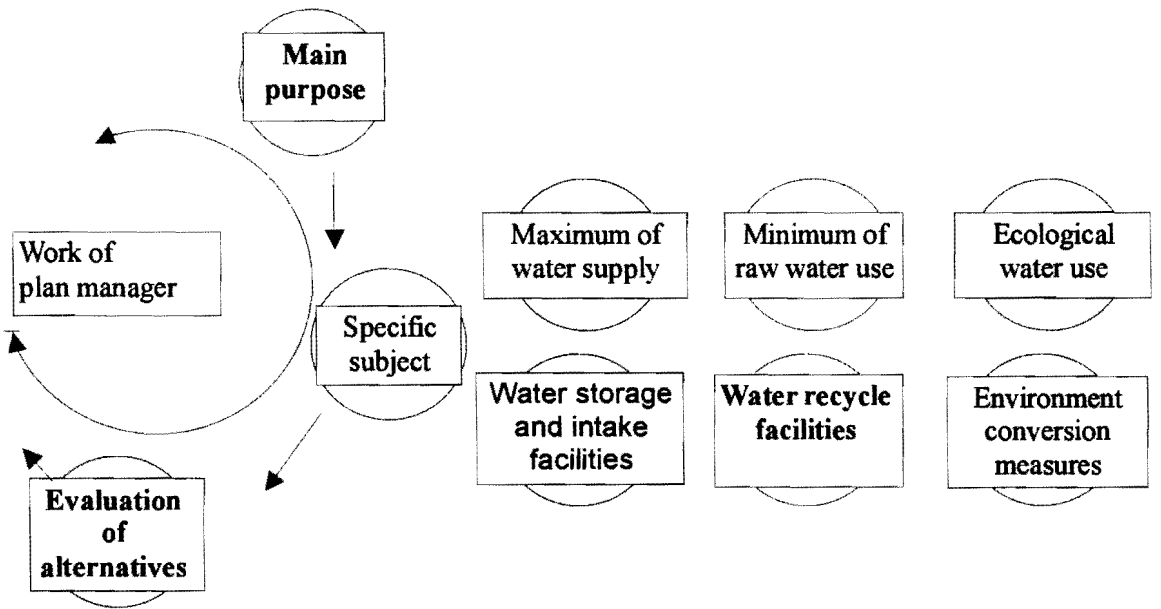 Main
purpose
Work of
plan manager
Specific
subject
Evaluation
of
alternatives
Maximum of
water supply
Minimum of
raw water use
Ecological
water use
Water storage
and intake
facilities
Water recycle
facilities
Environment
conversion
measures